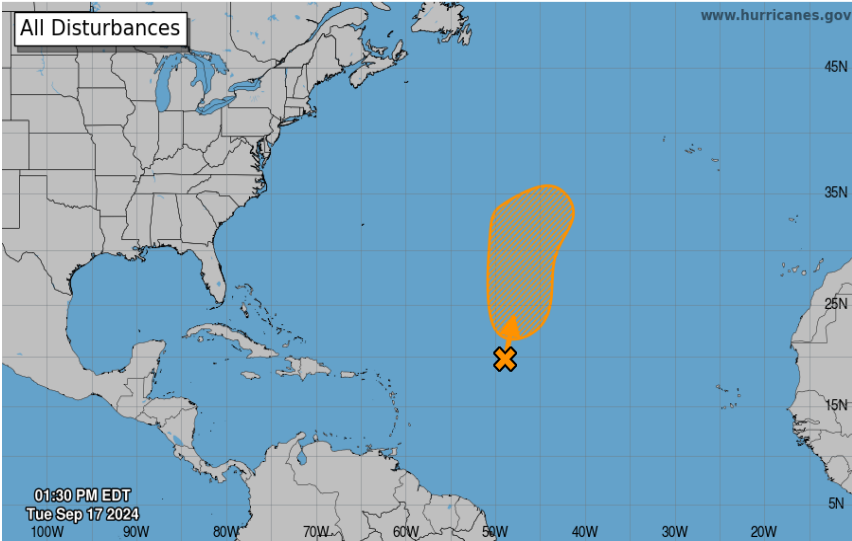 www.hurricanes.gov
All Disturbances
45N
35N
25N
15N
5N
01:30 PM EDT
Tue Sep 17 2024
100W 90W 80W 70W 60W 50W 40W 30W 20W